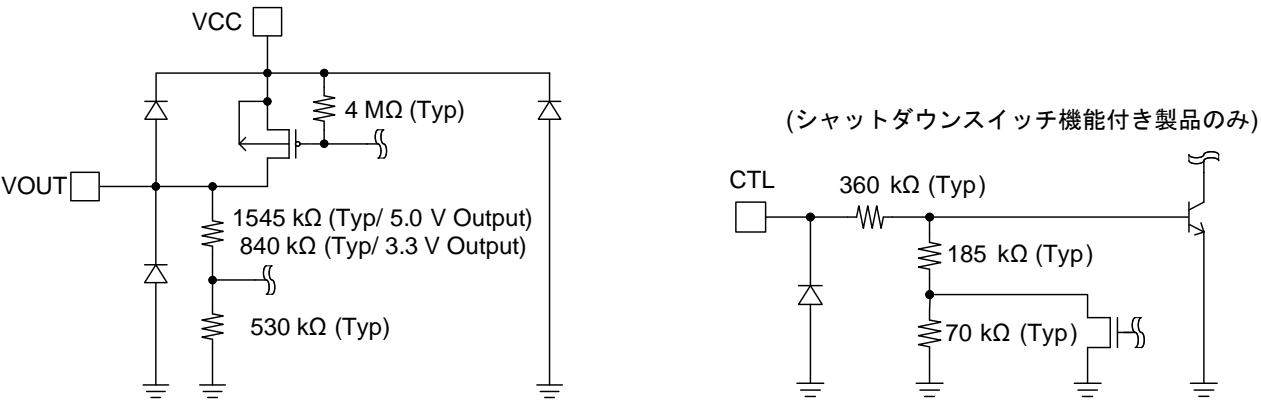 VCC
4 MΩ (Typ)
VOUT
1545 kΩ (Typ/ 5.0 V Output)
840 kΩ (Typ/ 3.3 V Output)
530 kΩ (Typ)
(シャットダウンスイッチ機能付き製品のみ)
CTL
360 kΩ (Typ)
185 kΩ (Typ)
70 kΩ (Typ)